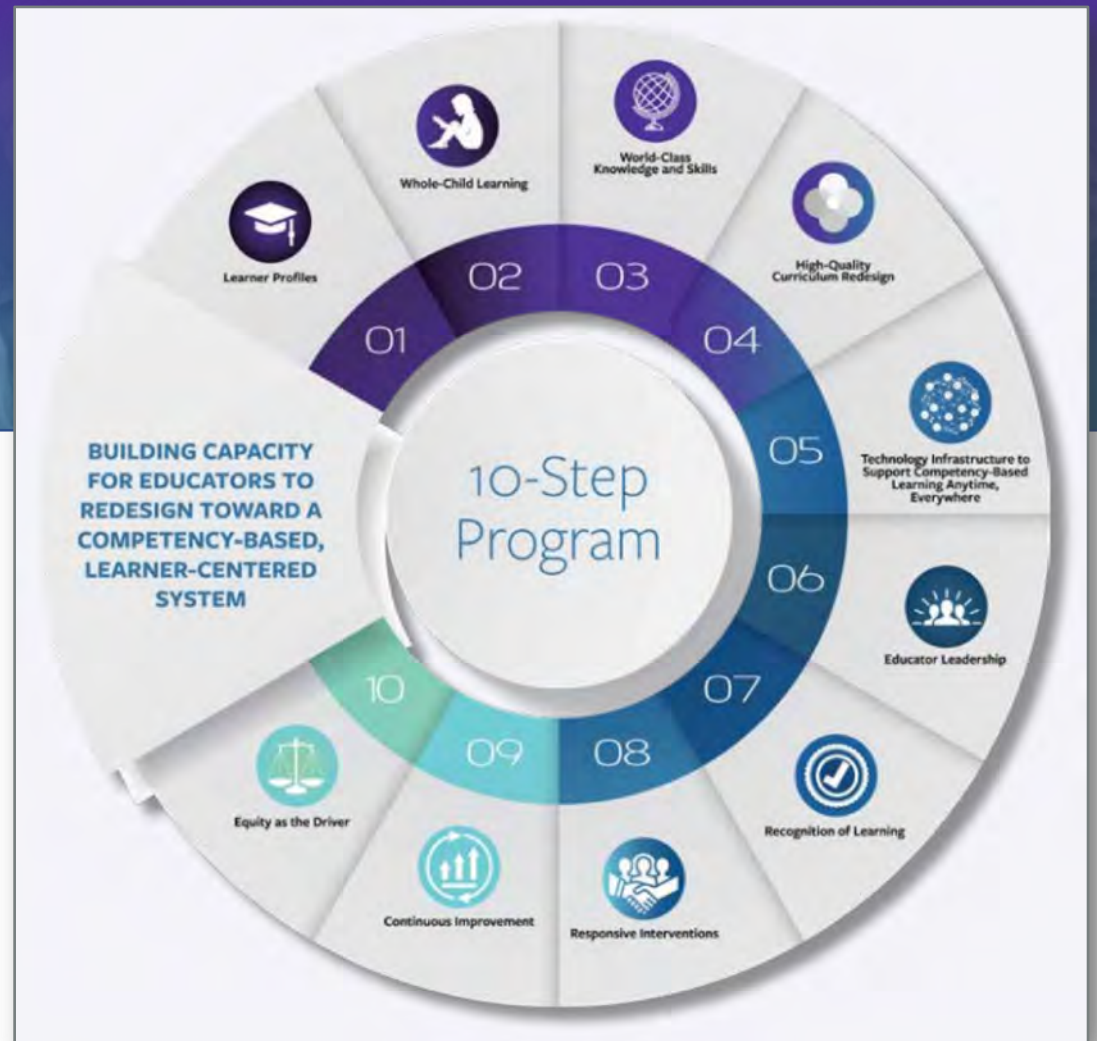 10-Step
Program
BUILDING CAPACITY
FOR EDUCATORS TO
REDESIGN TOWARD A
COMPETENCY-BASED,
LEARNER-CENTERED
SYSTEM
01
Learner Profiles
02
Whole-Child Learning
03
World-Class
Knowledge and Skills
04
High-Quality
Curriculum Redesign
05
Technology Infrastructure to
Support Competency-Based
Learning Anytime,
Everywhere
06
Educator Leadership
07
Recognition of Learning
08
Responsive Interventions
09
Continuous Improvement
10
Equity as the Driver